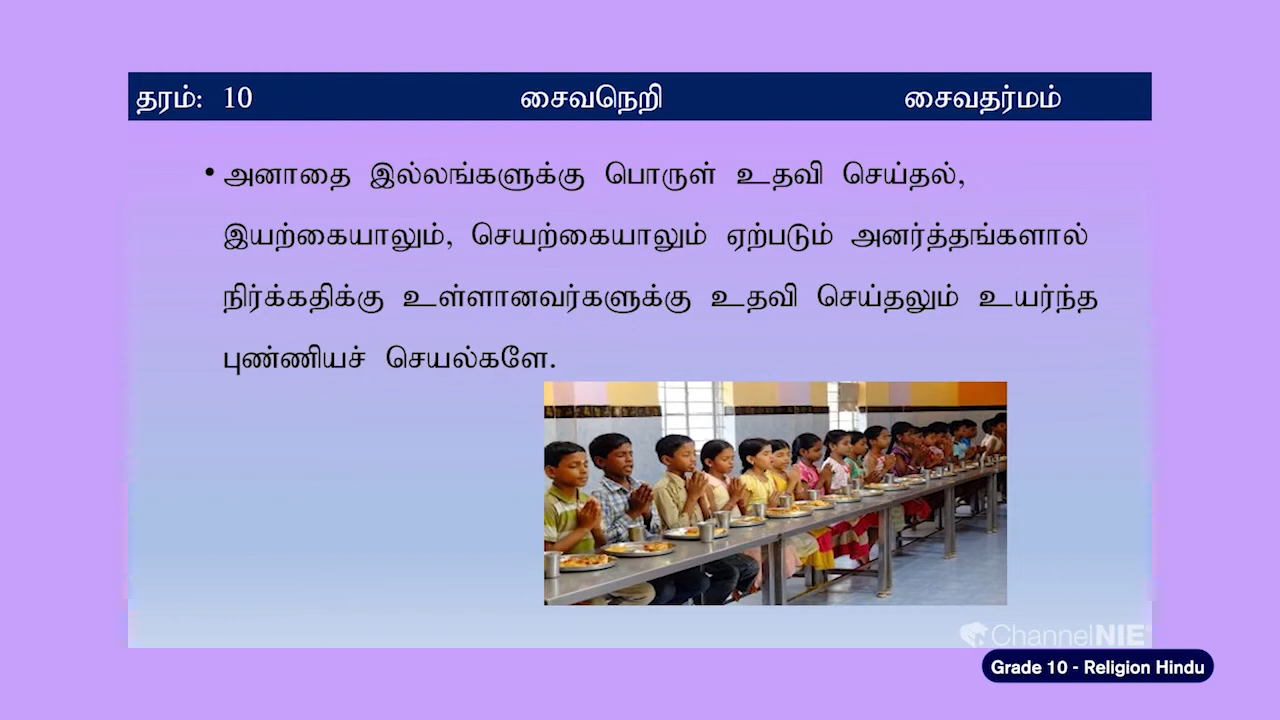 தரம்: 10 சைவநெறி சைவதர்மம்
• அனாதை இல்லங்களுக்கு பொருள் உதவி செய்தல்,
இயற்கையாலும், செயற்கையாலும் ஏற்படும் அனர்த்தங்களால்
நிர்க்கதிக்கு உள்ளானவர்களுக்கு உதவி செய்தலும் உயர்ந்த
புண்ணியச் செயல்களே.
ChannelNIE
Grade 10 - Religion Hindu